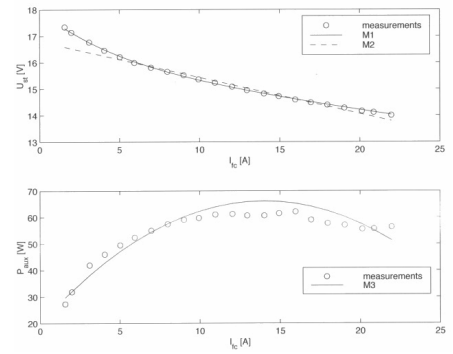 18
17
16
15
14
13
U_st [V]
0 5 10 15 20 25
I_fc [A]
measurements
M1
M2
70
60
50
40
30
20
P_aux [W]
0 5 10 15 20 25
I_fc [A]
measurements
M3